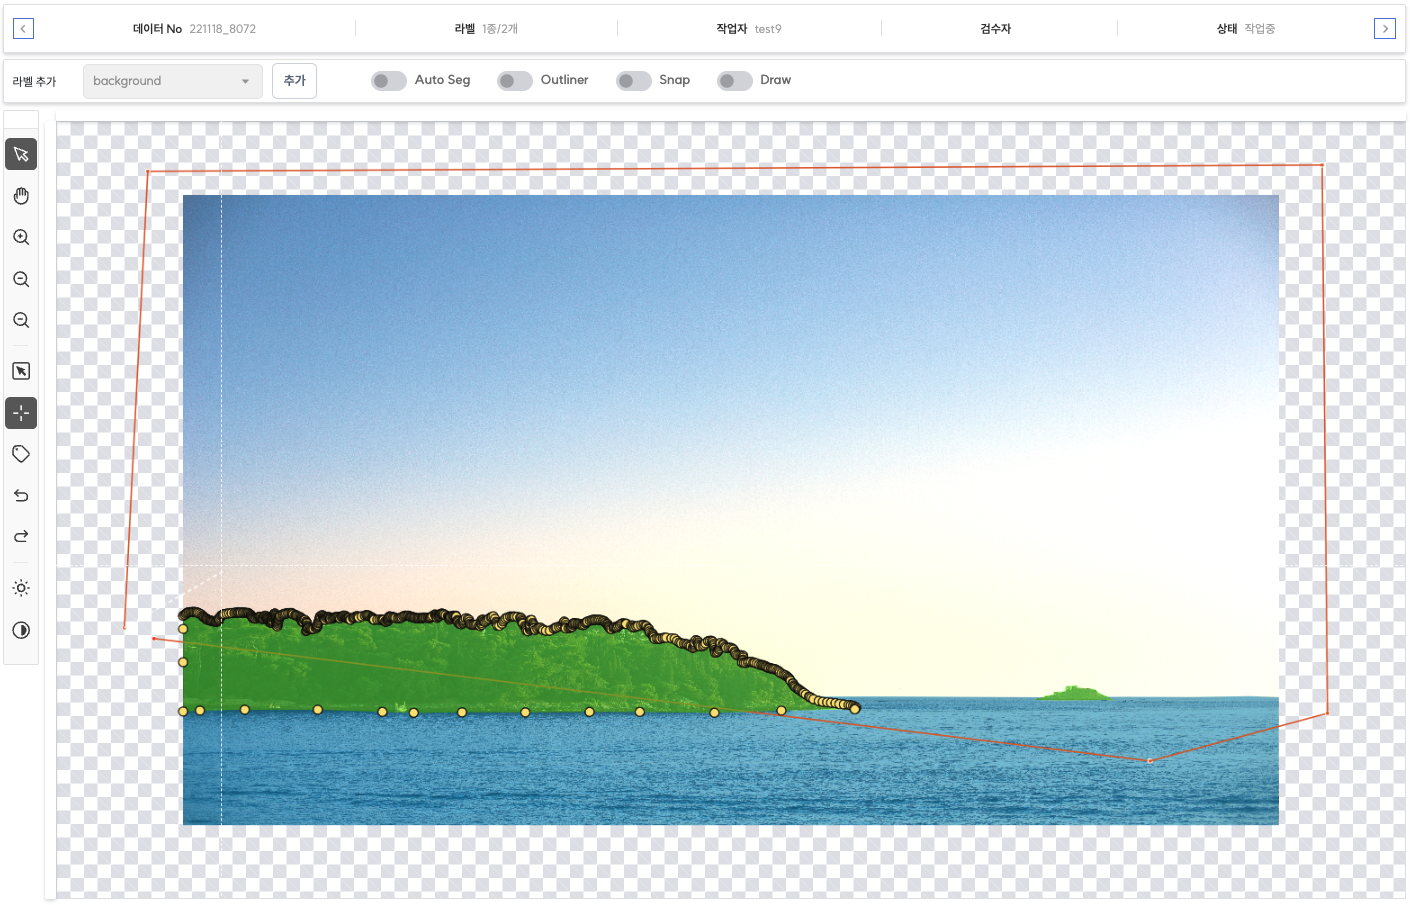 데이터 No 221118_8072 라벨 1종/2개 작업자 test9 검수자 상태 작업중
라벨 추가 background 추가 Auto Seg Outliner Snap Draw